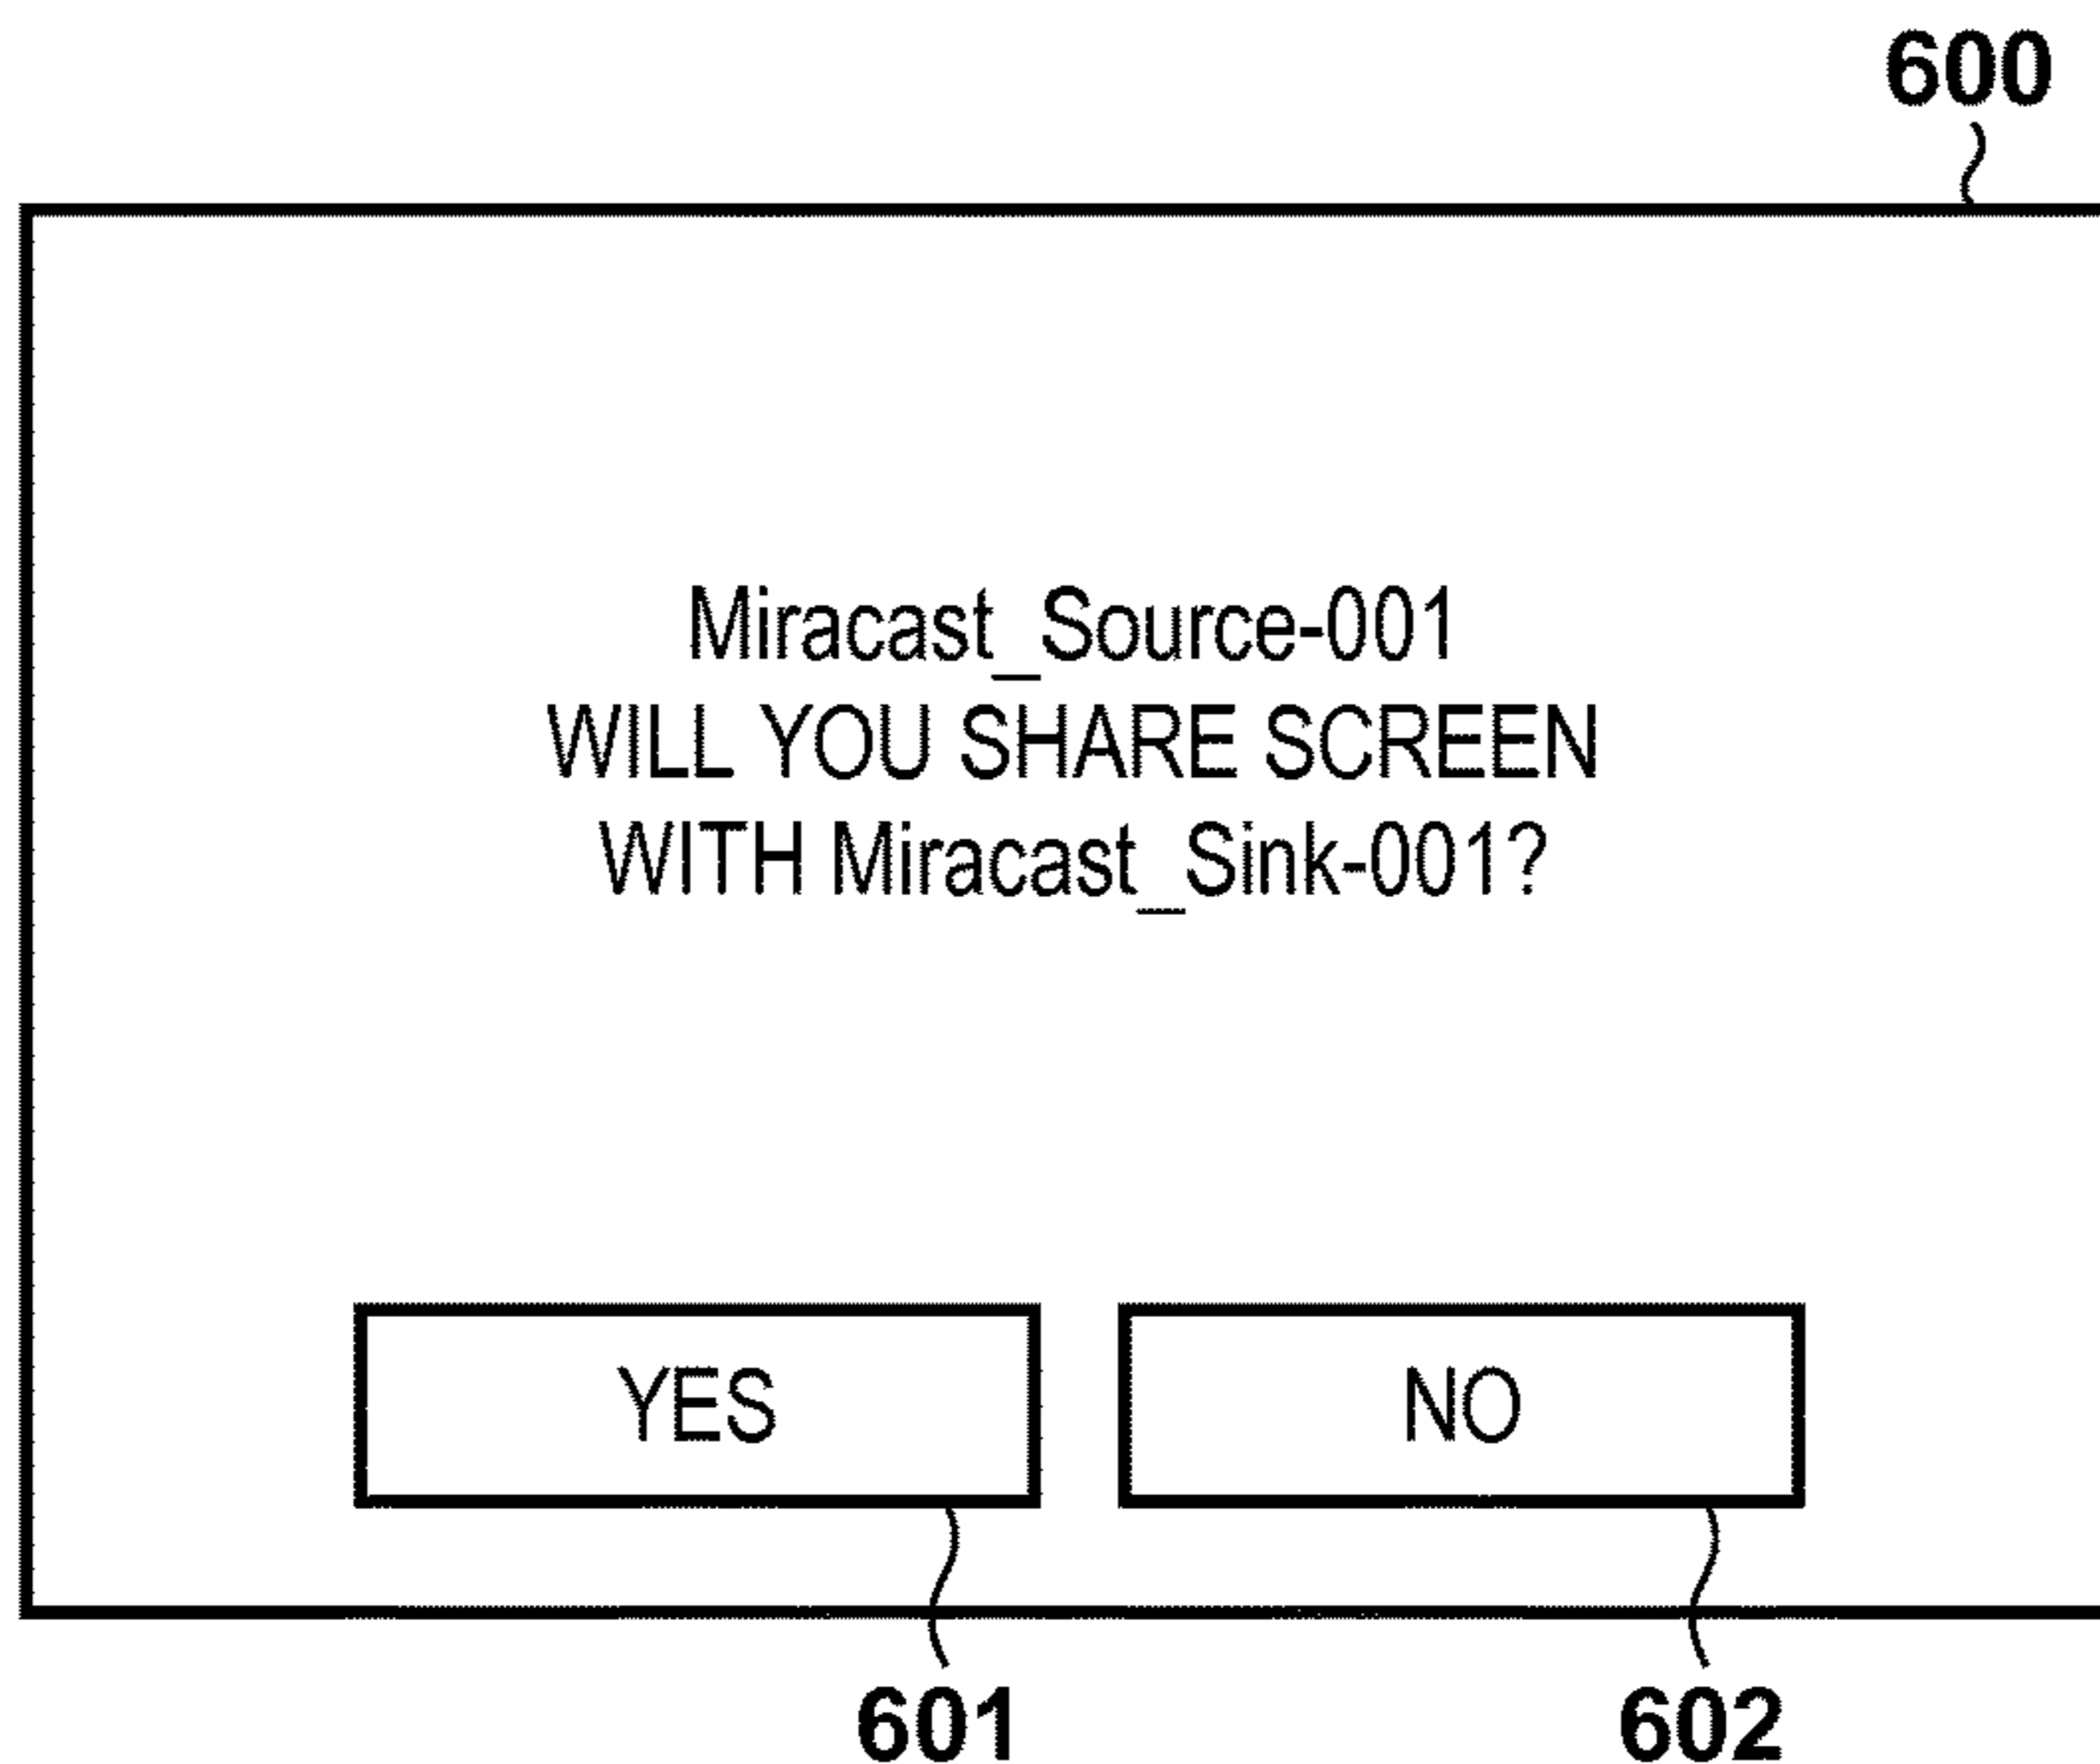 600
Miracast_Source-001
WILL YOU SHARE SCREEN
WITH Miracast_Sink-001?
YES
NO
601
602